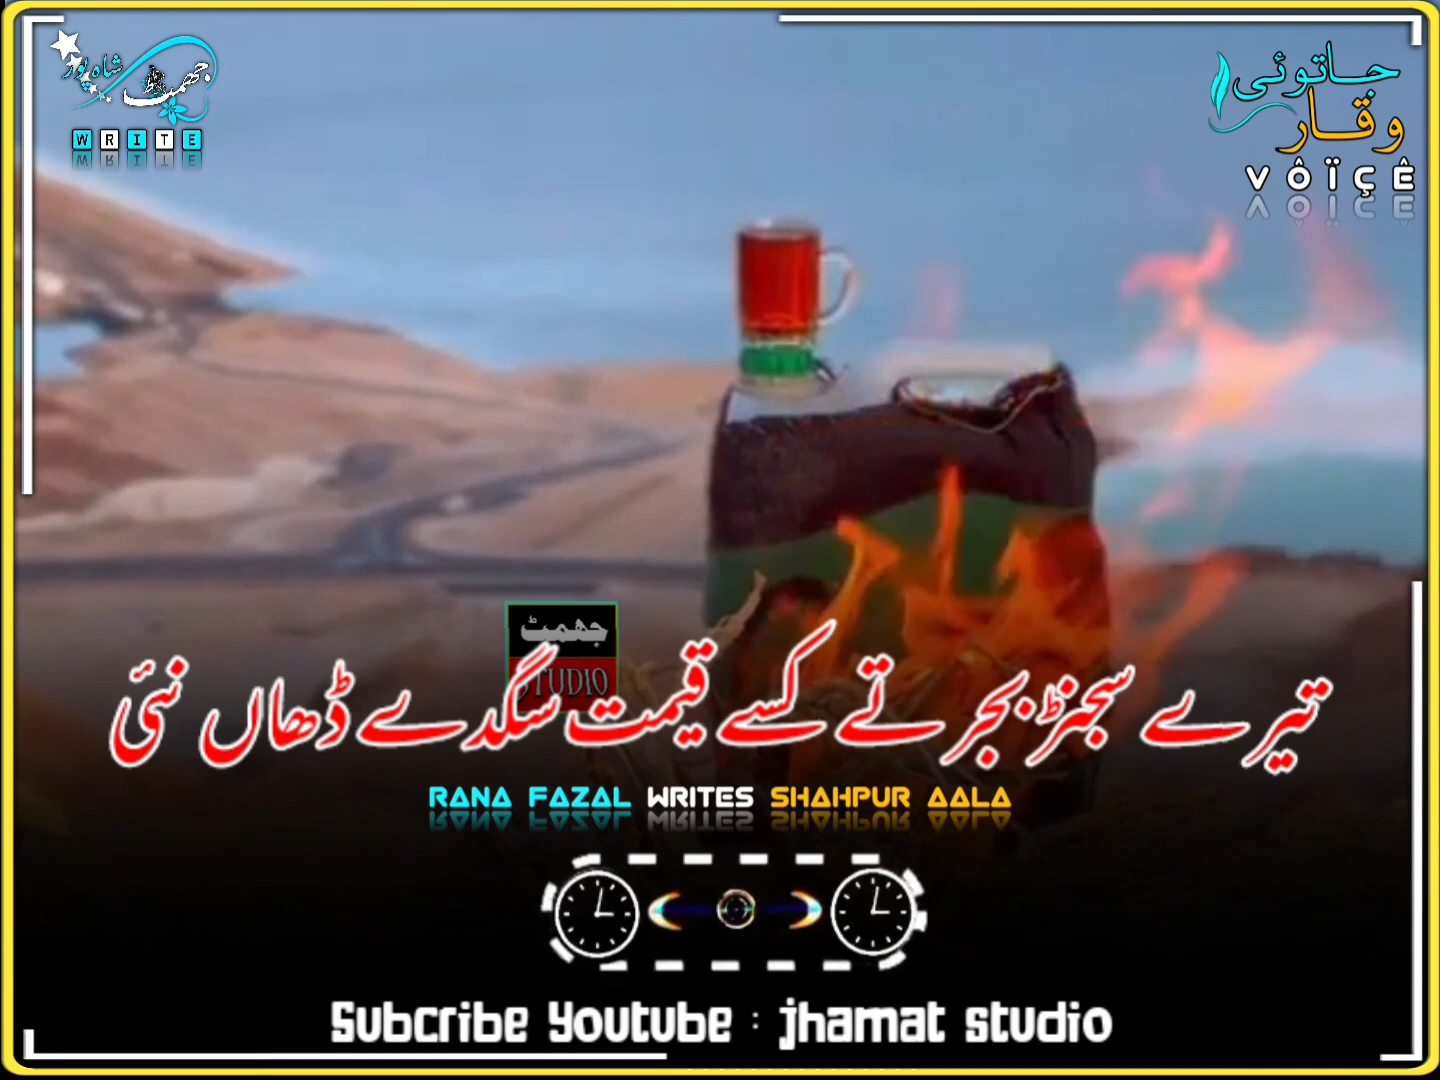 جھمٹ شاہ پور
WRITE
جاتوئی
وقار
VÔÏÇÊ
جھمٹ
STUDIO
تیرے سجنڑ بجر تے کسے قیمت سگدے ڈھاں نئی
RANA FAZAL WRITES SHAHPUR AALA
Subcribe Youtube : jhamat studio